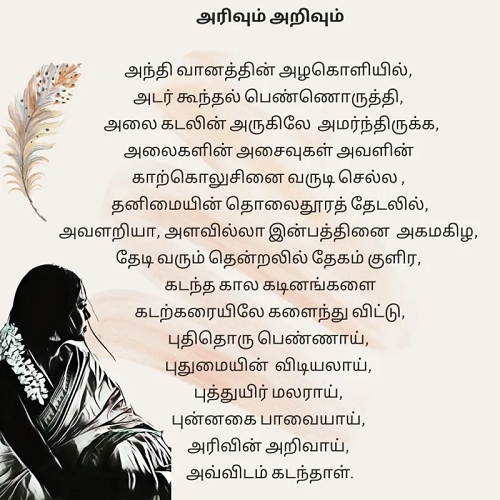 அரிவும் அறிவும்
அந்தி வானத்தின் அழகொளியில்,
அடர் கூந்தல் பெண்ணொருத்தி,
அலை கடலின் அருகிலே அமர்ந்திருக்க,
அலைகளின் அசைவுகள் அவளின்
காற்கொலுசினை வருடி செல்ல ,
தனிமையின் தொலைதூரத் தேடலில்,
அவளறியா, அளவில்லா இன்பத்தினை அகமகிழ,
தேடி வரும் தென்றலில் தேகம் குளிர,
கடந்த கால கடினங்களை
கடற்கரையிலே களைந்து விட்டு,
புதிதொரு பெண்ணாய்,
புதுமையின் விடியலாய்,
புத்துயிர் மலராய்,
புன்னகை பாவையாய்,
அரிவின் அறிவாய்,
அவ்விடம் கடந்தாள்.